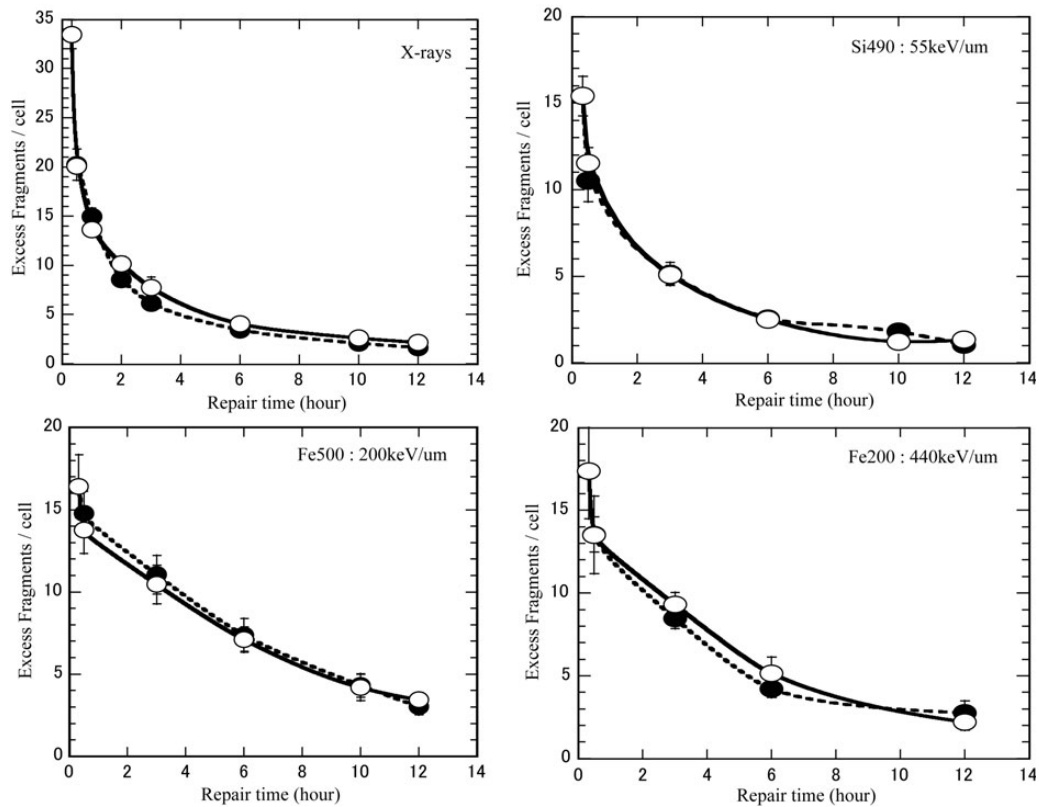 35
30
25
20
15
10
5
0
Excess Fragments / cell
X-rays
0 2 4 6 8 10 12 14
Repair time (hour)
20
15
10
5
0
Excess Fragments / cell
Si490 : 55keV/um
0 2 4 6 8 10 12 14
Repair time (hour)
20
15
10
5
0
Excess Fragments / cell
Fe500 : 200keV/um
0 2 4 6 8 10 12 14
Repair time (hour)
20
15
10
5
0
Excess Fragments / cell
Fe200 : 440keV/um
0 2 4 6 8 10 12 14
Repair time (hour)